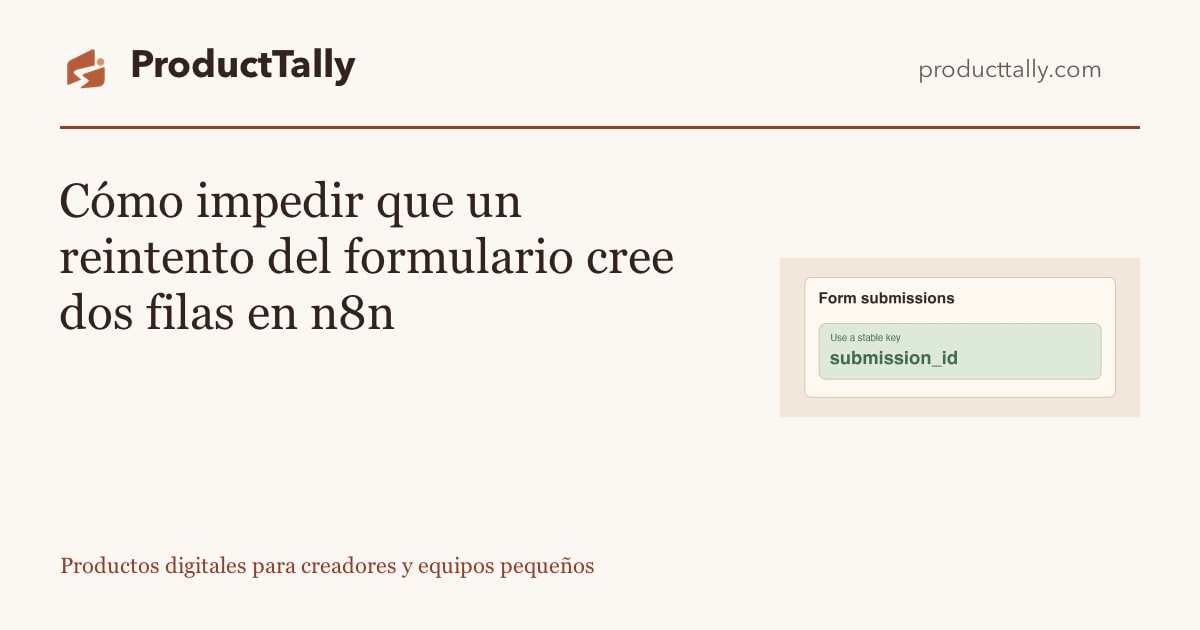 ProductTally
producttally.com
Cómo impedir que un
reintento del formulario cree
dos filas en n8n
Form submissions
Use a stable key
submission_id
Productos digitales para creadores y equipos pequeños